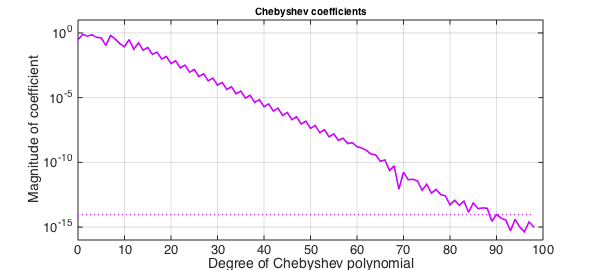 Chebyshev coefficients
Magnitude of coefficient
10^0
10^-5
10^-10
10^-15
0 10 20 30 40 50 60 70 80 90 100
Degree of Chebyshev polynomial